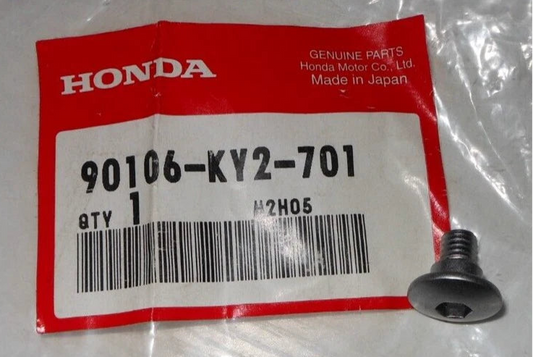 HONDA
GENUINE PARTS
Honda Motor Co., Ltd.
Made in Japan
90106-KY2-701
QTY 1
H2H05